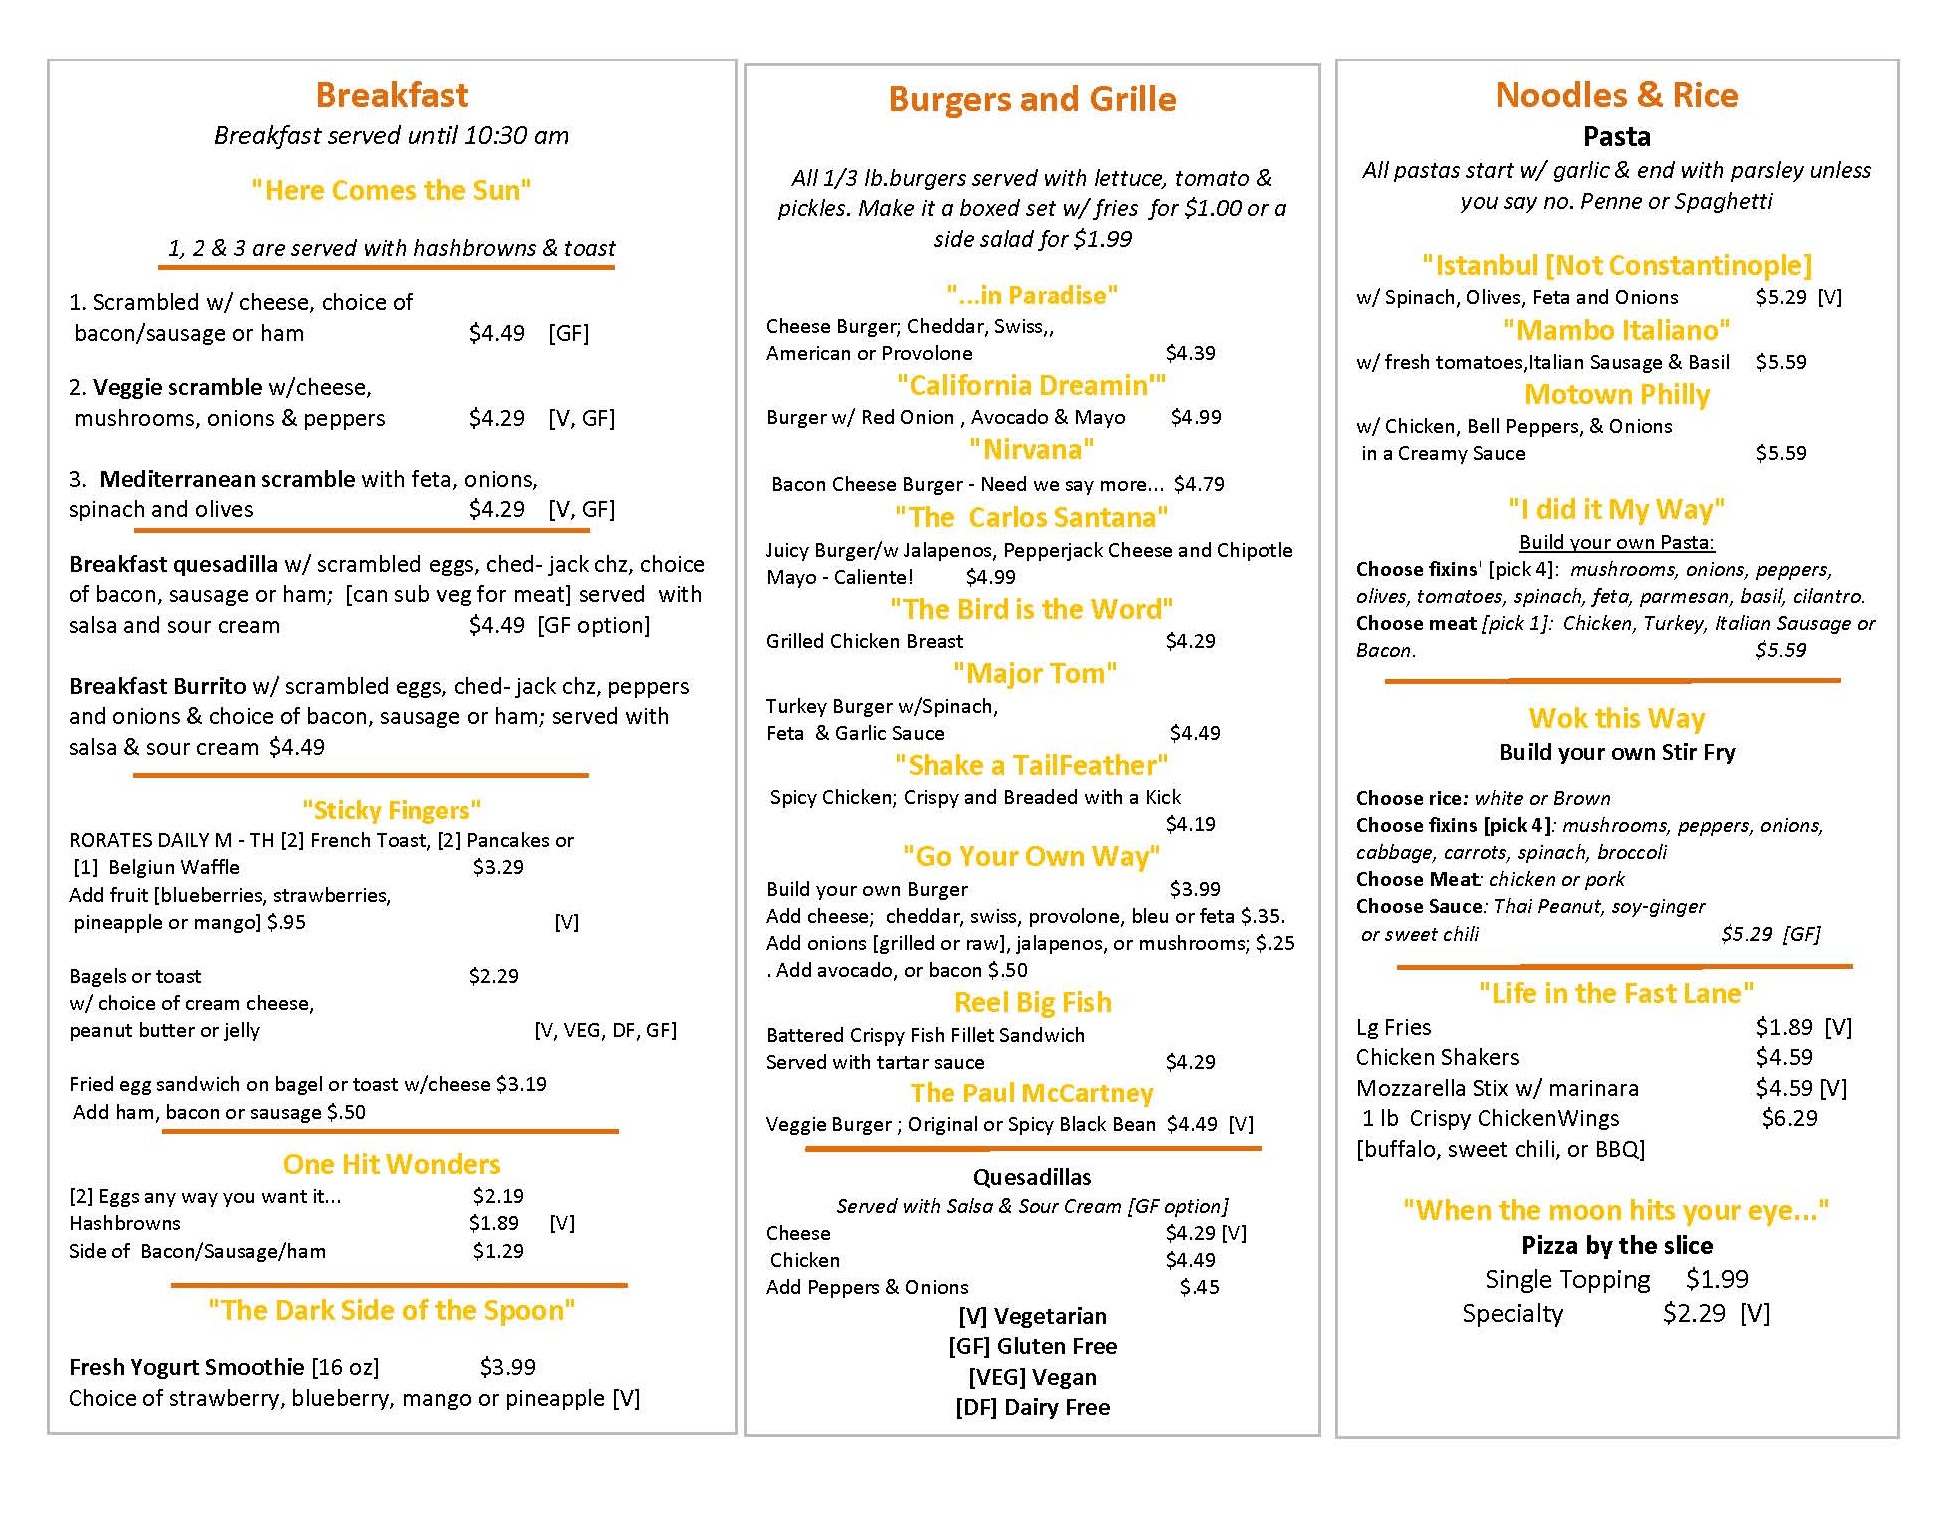 Breakfast
Breakfast served until 10:30 am
"Here Comes the Sun"
1, 2 & 3 are served with hashbrowns & toast
1. Scrambled w/ cheese, choice of
bacon/sausage or ham $4.49 [GF]
2. Veggie scramble w/cheese,
mushrooms, onions & peppers $4.29 [V, GF]
3. Mediterranean scramble with feta, onions,
spinach and olives $4.29 [V, GF]
Breakfast quesadilla w/ scrambled eggs, ched- jack chz, choice
of bacon, sausage or ham; [can sub veg for meat] served with
salsa and sour cream $4.49 [GF option]
Breakfast Burrito w/ scrambled eggs, ched- jack chz, peppers
and onions & choice of bacon, sausage or ham; served with
salsa & sour cream $4.49
"Sticky Fingers"
RORATES DAILY M - TH [2] French Toast, [2] Pancakes or
[1] Belgiun Waffle $3.29
Add fruit [blueberries, strawberries,
pineapple or mango] $.95 [V]
Bagels or toast $2.29
w/ choice of cream cheese,
peanut butter or jelly [V, VEG, DF, GF]
Fried egg sandwich on bagel or toast w/cheese $3.19
Add ham, bacon or sausage $.50
One Hit Wonders
[2] Eggs any way you want it... $2.19
Hashbrowns $1.89 [V]
Side of Bacon/Sausage/ham $1.29
"The Dark Side of the Spoon"
Fresh Yogurt Smoothie [16 oz] $3.99
Choice of strawberry, blueberry, mango or pineapple [V]
Burgers and Grille
All 1/3 lb.burgers served with lettuce, tomato &
pickles. Make it a boxed set w/ fries for $1.00 or a
side salad for $1.99
"...in Paradise"
Cheese Burger; Cheddar, Swiss,,
American or Provolone $4.39
"California Dreamin'"
Burger w/ Red Onion , Avocado & Mayo $4.99
"Nirvana"
Bacon Cheese Burger - Need we say more... $4.79
"The Carlos Santana"
Juicy Burger/w Jalapenos, Pepperjack Cheese and Chipotle
Mayo - Caliente! $4.99
"The Bird is the Word"
Grilled Chicken Breast $4.29
"Major Tom"
Turkey Burger w/Spinach,
Feta & Garlic Sauce $4.49
"Shake a TailFeather"
Spicy Chicken; Crispy and Breaded with a Kick
$4.19
"Go Your Own Way"
Build your own Burger $3.99
Add cheese; cheddar, swiss, provolone, bleu or feta $.35.
Add onions [grilled or raw], jalapenos, or mushrooms; $.25
. Add avocado, or bacon $.50
Reel Big Fish
Battered Crispy Fish Fillet Sandwich
Served with tartar sauce $4.29
The Paul McCartney
Veggie Burger ; Original or Spicy Black Bean $4.49 [V]
Quesadillas
Served with Salsa & Sour Cream [GF option]
Cheese $4.29 [V]
Chicken $4.49
Add Peppers & Onions $.45
[V] Vegetarian
[GF] Gluten Free
[VEG] Vegan
[DF] Dairy Free
Noodles & Rice
Pasta
All pastas start w/ garlic & end with parsley unless
you say no. Penne or Spaghetti
"Istanbul [Not Constantinople]
w/ Spinach, Olives, Feta and Onions $5.29 [V]
"Mambo Italiano"
w/ fresh tomatoes,Italian Sausage & Basil $5.59
Motown Philly
w/ Chicken, Bell Peppers, & Onions
in a Creamy Sauce $5.59
"I did it My Way"
Build your own Pasta:
Choose fixins' [pick 4]: mushrooms, onions, peppers,
olives, tomatoes, spinach, feta, parmesan, basil, cilantro.
Choose meat [pick 1]: Chicken, Turkey, Italian Sausage or
Bacon. $5.59
Wok this Way
Build your own Stir Fry
Choose rice: white or Brown
Choose fixins [pick 4]: mushrooms, peppers, onions,
cabbage, carrots, spinach, broccoli
Choose Meat: chicken or pork
Choose Sauce: Thai Peanut, soy-ginger
or sweet chili $5.29 [GF]
"Life in the Fast Lane"
Lg Fries $1.89 [V]
Chicken Shakers $4.59
Mozzarella Stix w/ marinara $4.59 [V]
1 lb Crispy ChickenWings $6.29
[buffalo, sweet chili, or BBQ]
"When the moon hits your eye..."
Pizza by the slice
Single Topping $1.99
Specialty $2.29 [V]